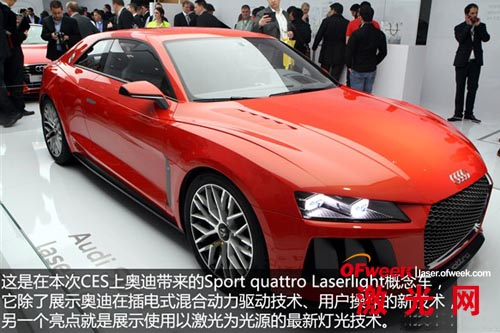 Audi
laser
这是在本次CES上奥迪带来的Sport quattro Laserlight概念车，
OFweek
laser.ofweek.com
它除了展示奥迪在插电式混合动力驱动技术、用户操控的新技术
激光网
另一个亮点就是展示使用以激光为光源的最新灯光技术。